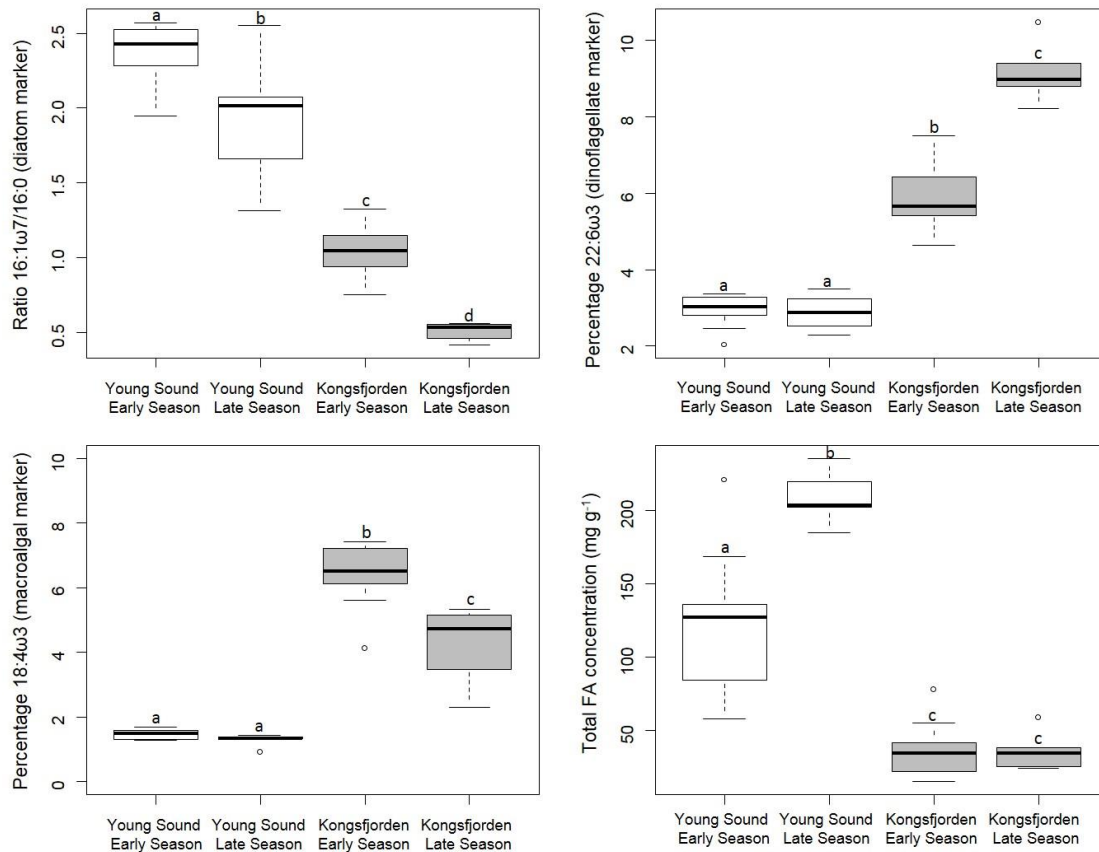 Ratio 16:1ω7/16:0 (diatom marker)
2.5
2.0
1.5
1.0
0.5
a
b
c
d
Young Sound
Early Season
Young Sound
Late Season
Kongsfjorden
Early Season
Kongsfjorden
Late Season
Percentage 22:6ω3 (dinoflagellate marker)
10
8
6
4
2
a
a
b
c
Young Sound
Early Season
Young Sound
Late Season
Kongsfjorden
Early Season
Kongsfjorden
Late Season
Percentage 18:4ω3 (macroalgal marker)
10
8
6
4
2
0
a
a
b
c
Young Sound
Early Season
Young Sound
Late Season
Kongsfjorden
Early Season
Kongsfjorden
Late Season
Total FA concentration (mg g⁻¹)
200
150
100
50
a
b
c
c
Young Sound
Early Season
Young Sound
Late Season
Kongsfjorden
Early Season
Kongsfjorden
Late Season